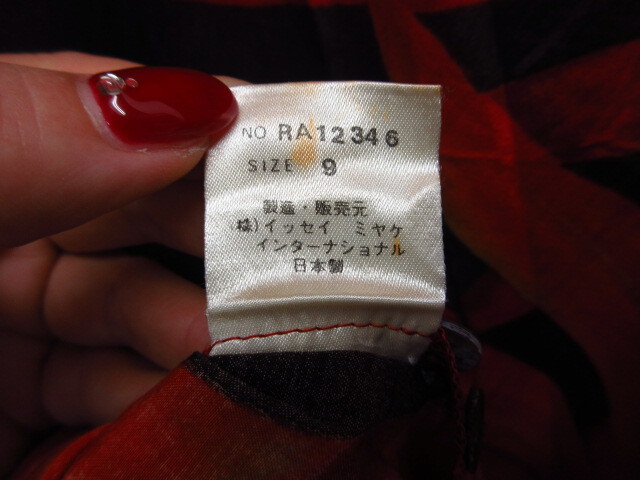 NO RA12346
SIZE 9
製造・販売元
(株)イッセイ ミヤケ
インターナショナル
日本製